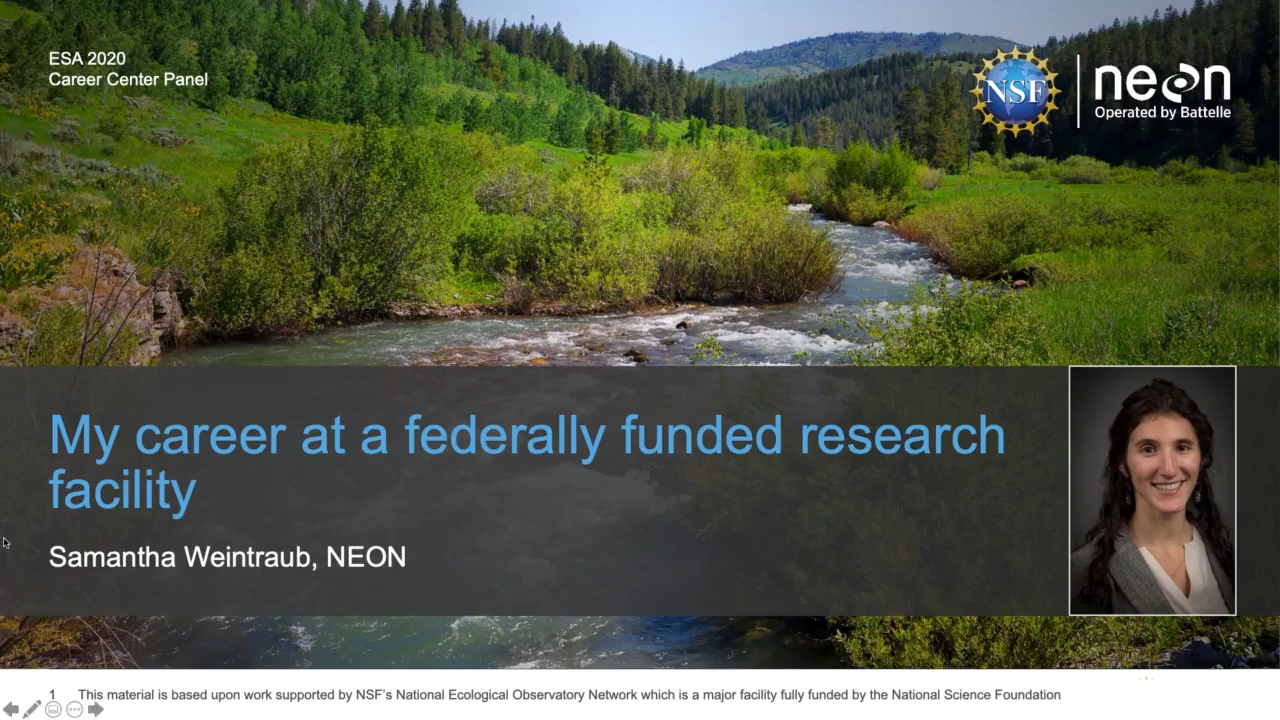 ESA 2020
Career Center Panel
NSF
neon
Operated by Battelle
My career at a federally funded research
facility
Samantha Weintraub, NEON
1 This material is based upon work supported by NSF's National Ecological Observatory Network which is a major facility fully funded by the National Science Foundation